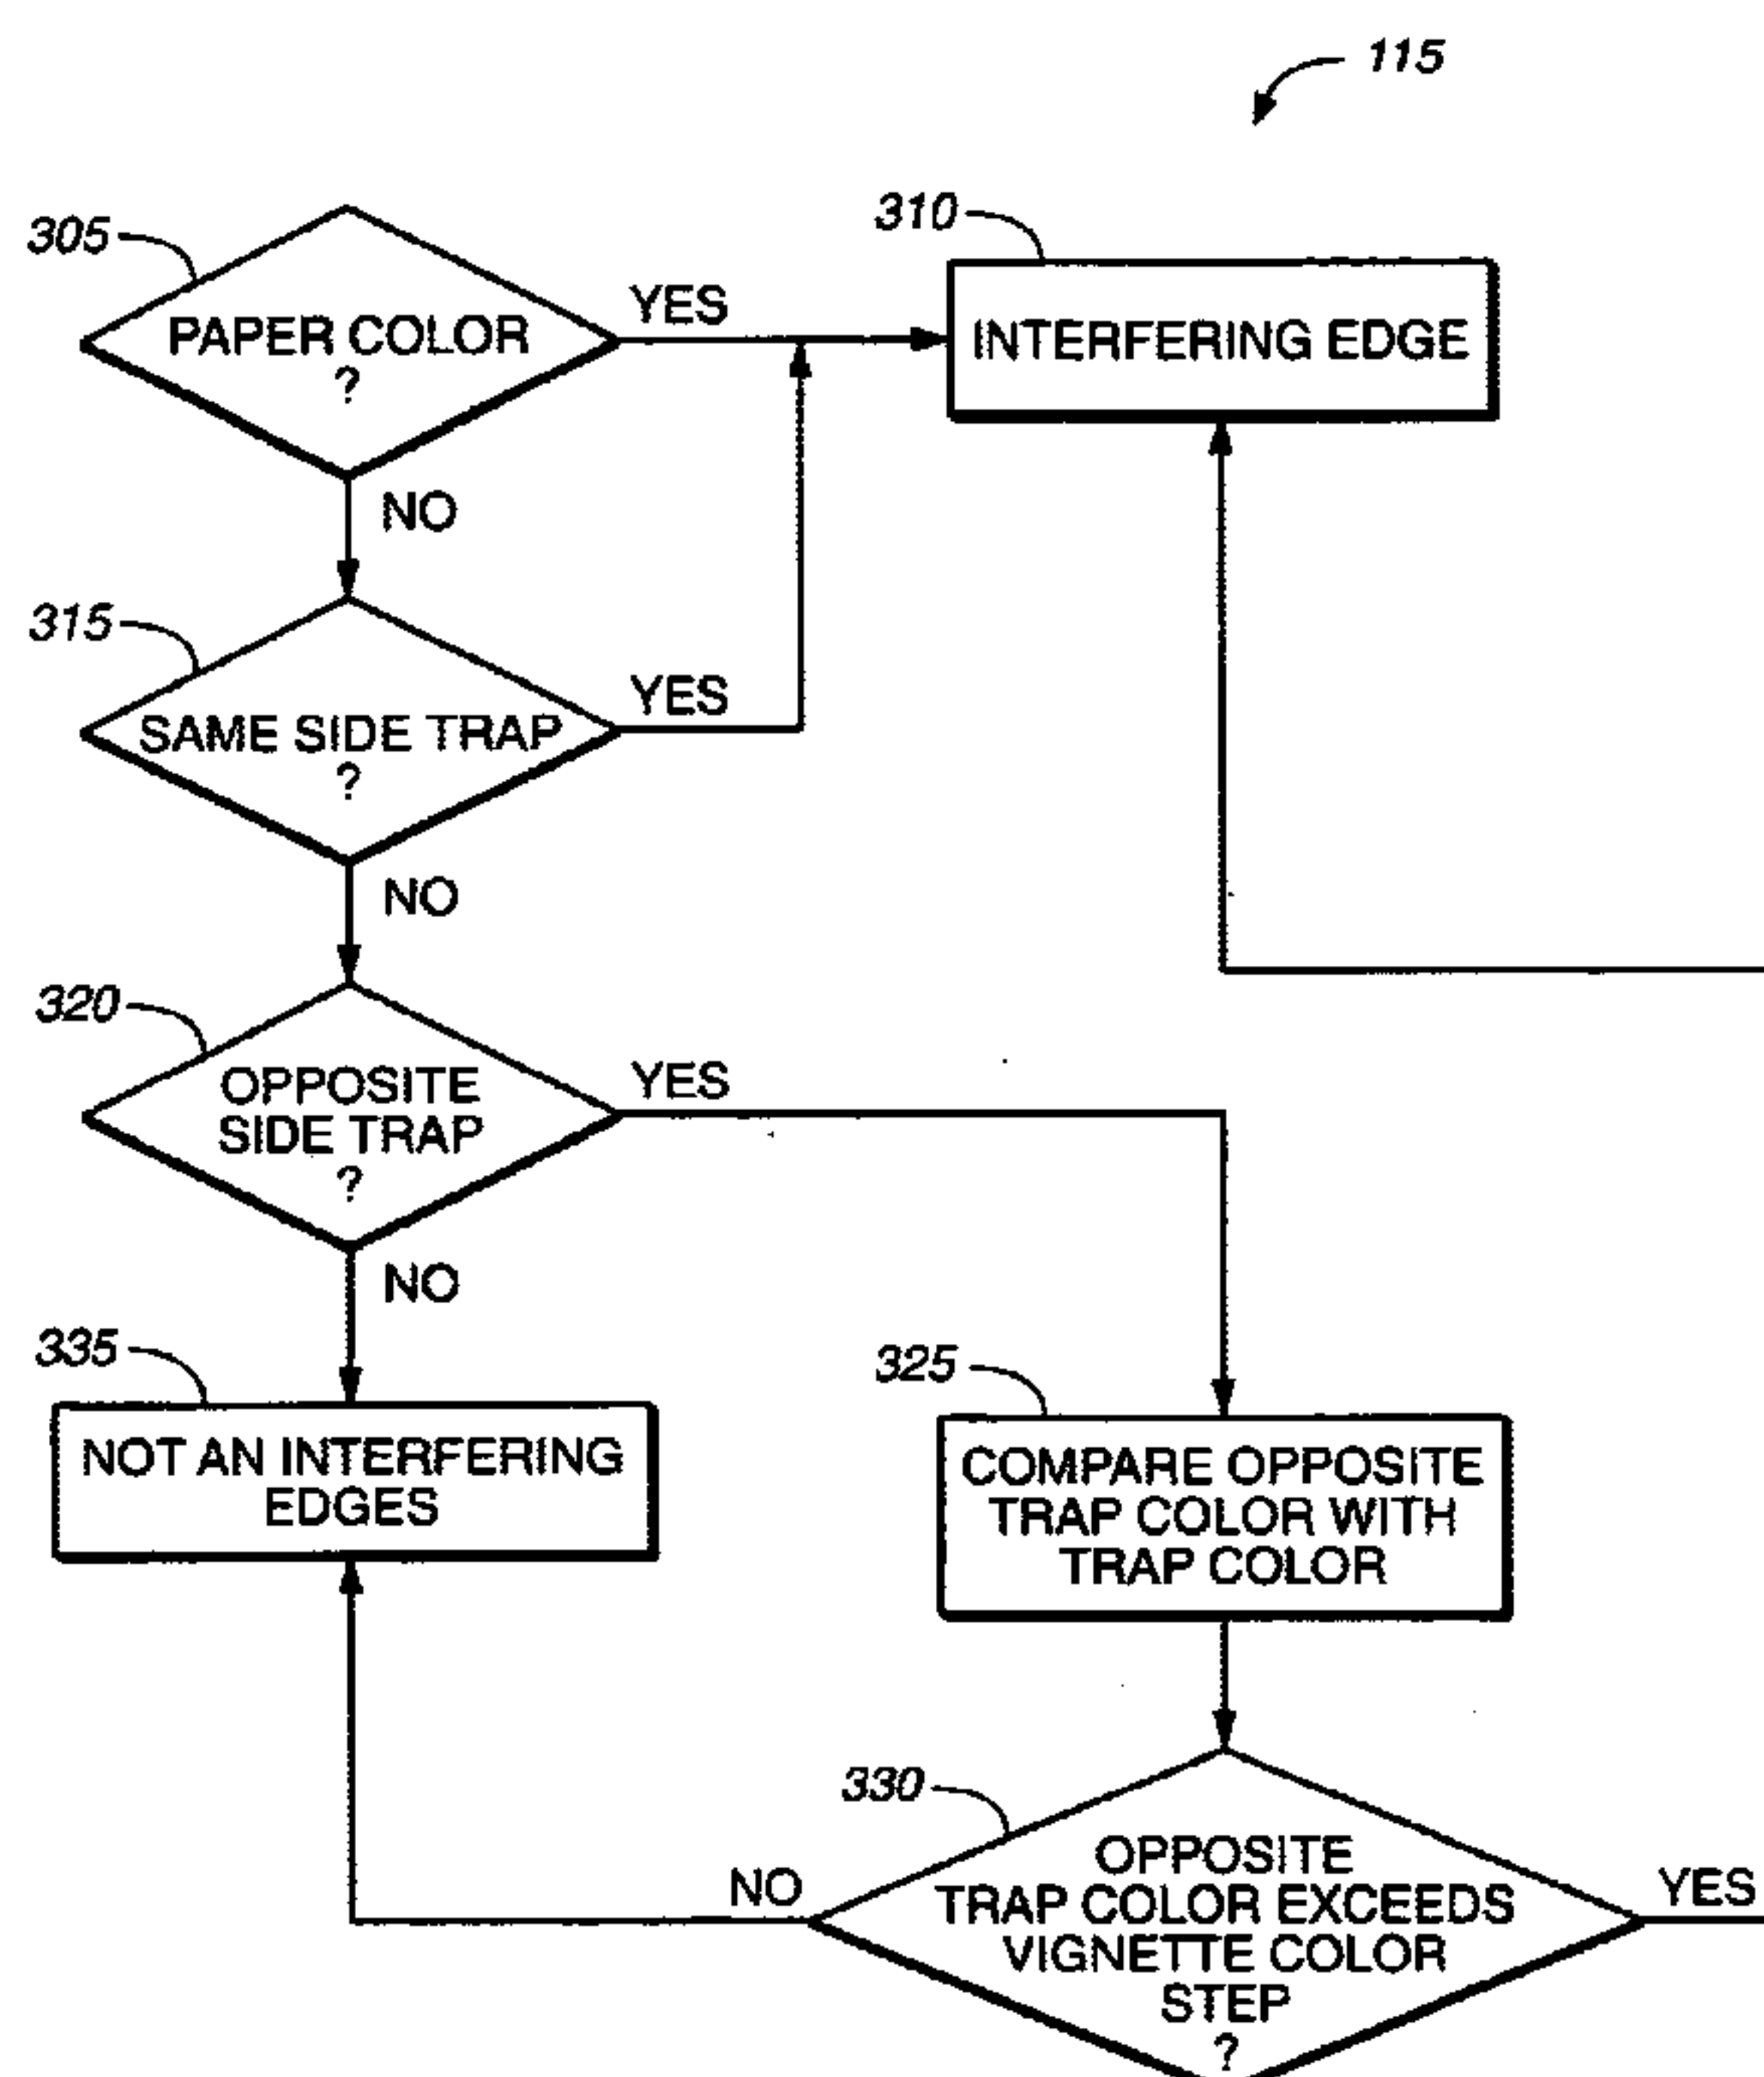 115
305
PAPER COLOR
?
YES
310
INTERFERING EDGE
NO
315
SAME SIDE TRAP
?
YES
NO
320
OPPOSITE
SIDE TRAP
?
YES
NO
335
NOT AN INTERFERING
EDGES
325
COMPARE OPPOSITE
TRAP COLOR WITH
TRAP COLOR
330
OPPOSITE
TRAP COLOR EXCEEDS
VIGNETTE COLOR
STEP
?
NO
YES